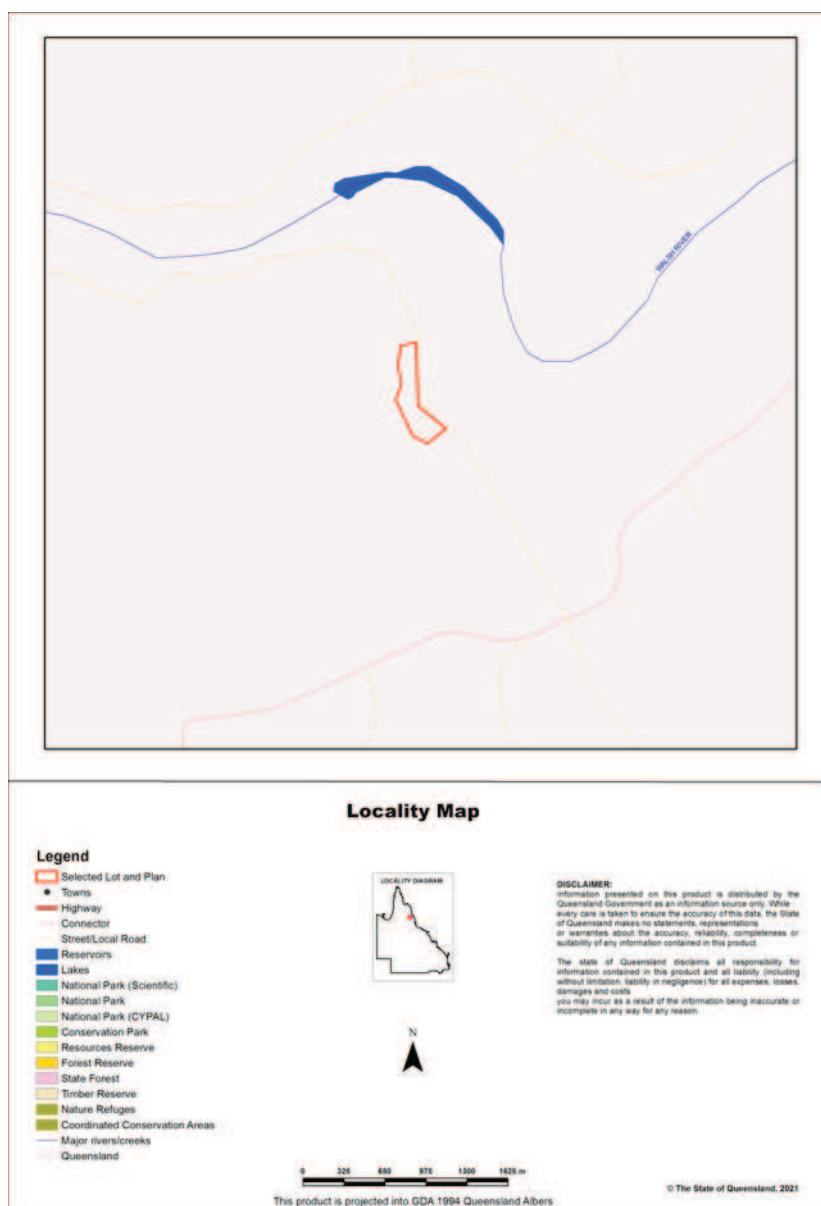 WALSH RIVER
Locality Map
Legend
Selected Lot and Plan
Towns
Highway
Connector
Street/Local Road
Reservoirs
Lakes
National Park (Scientific)
National Park
National Park (CYPAL)
Conservation Park
Resources Reserve
Forest Reserve
State Forest
Timber Reserve
Nature Refuges
Coordinated Conservation Areas
Major rivers/creeks
Queensland
LOCALITY DIAGRAM
N
0 325 650 975 1300 1625 m
This product is projected into GDA 1994 Queensland Albers
DISCLAIMER:
Information presented on this product is distributed by the
Queensland Government as an information source only. While
every care is taken to ensure the accuracy of this data, the State
of Queensland makes no statements, representations
or warranties about the accuracy, reliability, completeness or
suitability of any information contained in this product.
The state of Queensland disclaims all responsibility for
information contained in this product and all liability (including
without limitation, liability in negligence) for all expenses, losses,
damages and costs
you may incur as a result of the information being inaccurate or
incomplete in any way for any reason.
© The State of Queensland, 2021